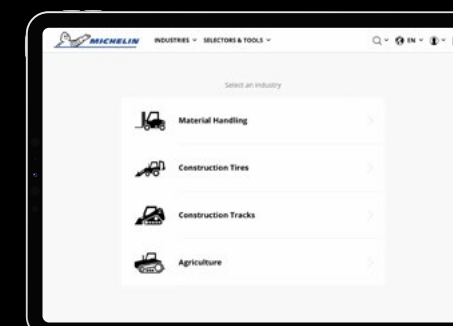 MICHELIN INDUSTRIES SELECTORS & TOOLS EN
Select an industry
Material Handling
Construction Tires
Construction Tracks
Agriculture